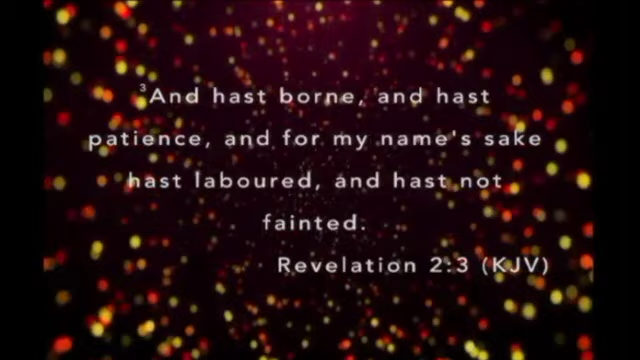 ³And hast borne, and hast
patience, and for my name's sake
hast laboured, and hast not
fainted.
Revelation 2:3 (KJV)